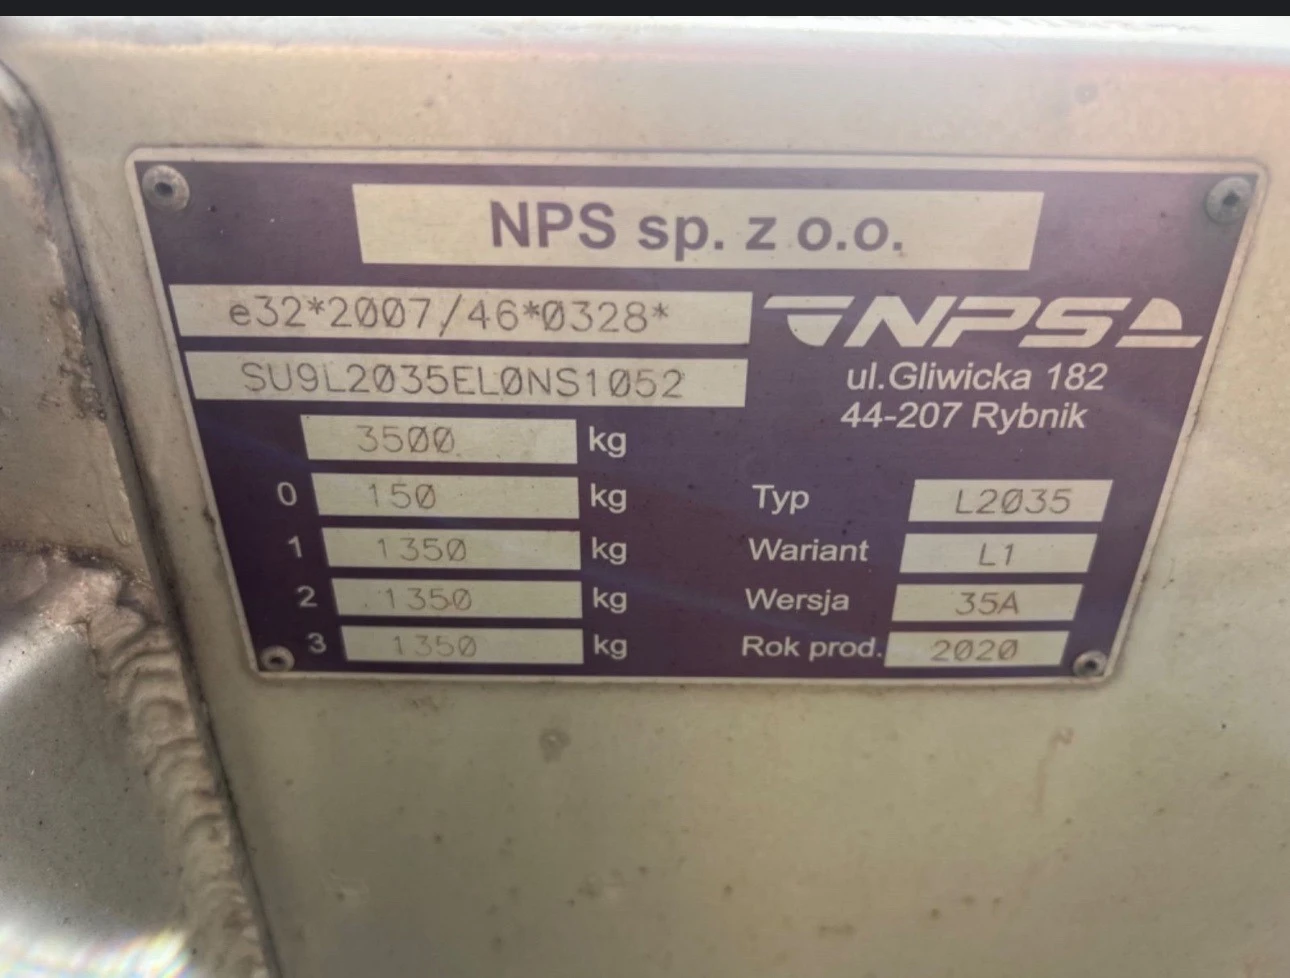 NPS sp. z o.o.
e32*2007/46*0328*
SU9L2035EL0NS1052
NPS
ul.Gliwicka 182
44-207 Rybnik
3500 kg
0 150 kg
1 1350 kg
2 1350 kg
3 1350 kg
Typ L2035
Wariant L1
Wersja 35A
Rok prod. 2020